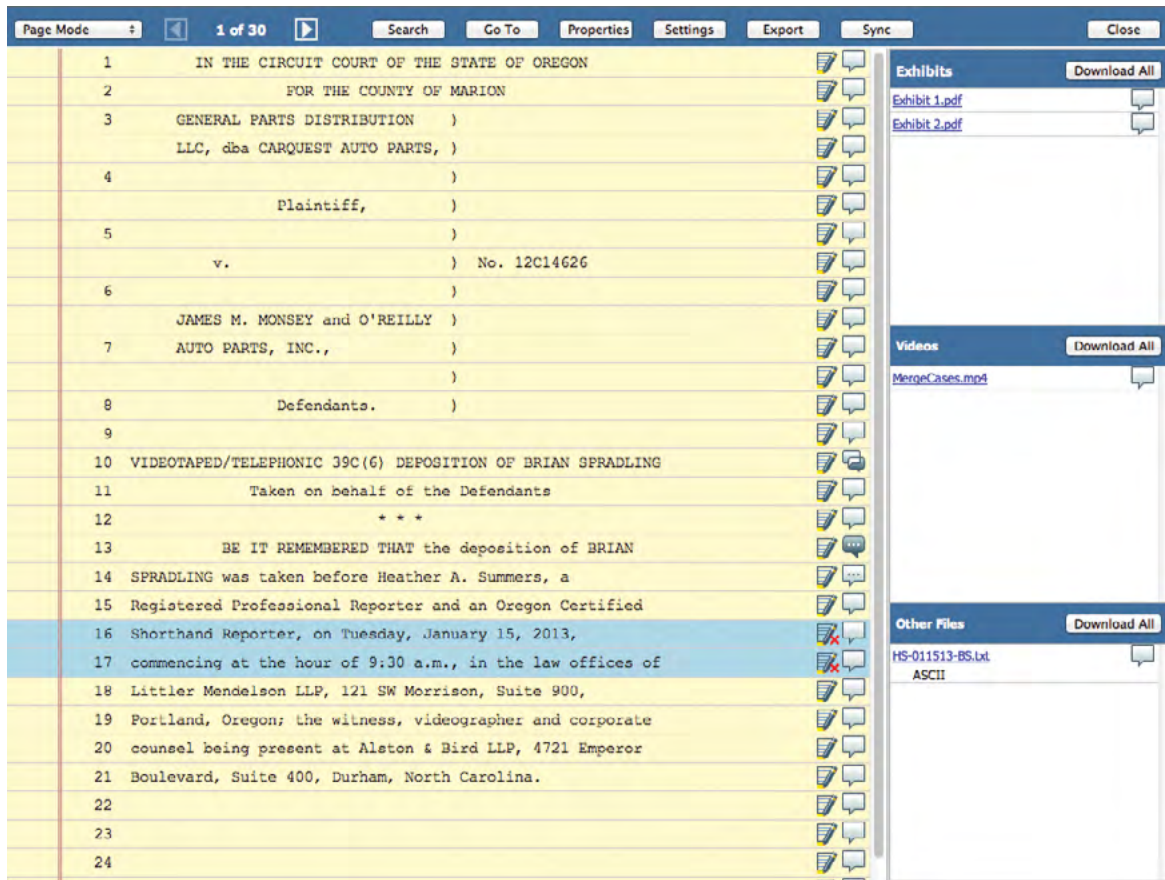 Page Mode 1 of 30 Search Go To Properties Settings Export Sync Close
1 IN THE CIRCUIT COURT OF THE STATE OF OREGON
2 FOR THE COUNTY OF MARION
3 GENERAL PARTS DISTRIBUTION )
LLC, dba CARQUEST AUTO PARTS, )
4 )
Plaintiff, )
5 )
v. ) No. 12C14626
6 )
JAMES M. MONSEY and O'REILLY )
7 AUTO PARTS, INC., )
)
8 Defendants. )
9
10 VIDEOTAPED/TELEPHONIC 39C(6) DEPOSITION OF BRIAN SPRADLING
11 Taken on behalf of the Defendants
12 * * *
13 BE IT REMEMBERED THAT the deposition of BRIAN
14 SPRADLING was taken before Heather A. Summers, a
15 Registered Professional Reporter and an Oregon Certified
16 Shorthand Reporter, on Tuesday, January 15, 2013,
17 commencing at the hour of 9:30 a.m., in the law offices of
18 Littler Mendelson LLP, 121 SW Morrison, Suite 900,
19 Portland, Oregon; the witness, videographer and corporate
20 counsel being present at Alston & Bird LLP, 4721 Emperor
21 Boulevard, Suite 400, Durham, North Carolina.
22
23
24
Exhibits Download All
Exhibit 1.pdf
Exhibit 2.pdf
Videos Download All
MergeCases.mp4
Other Files Download All
HS-011513-BS.txt
ASCII